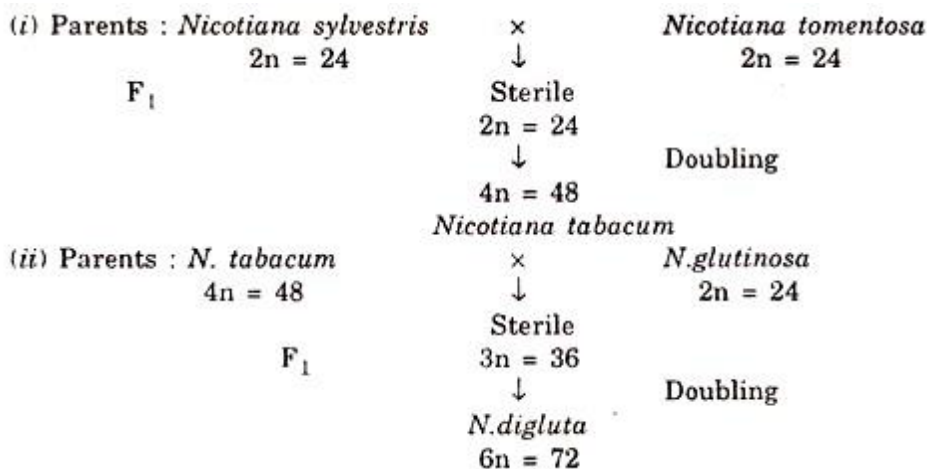 (i) Parents : Nicotiana sylvestris × Nicotiana tomentosa
2n = 24 ↓ 2n = 24
F₁ Sterile
2n = 24
↓ Doubling
4n = 48
Nicotiana tabacum
(ii) Parents : N. tabacum × N.glutinosa
4n = 48 ↓ 2n = 24
Sterile
F₁ 3n = 36
↓ Doubling
N.digluta
6n = 72